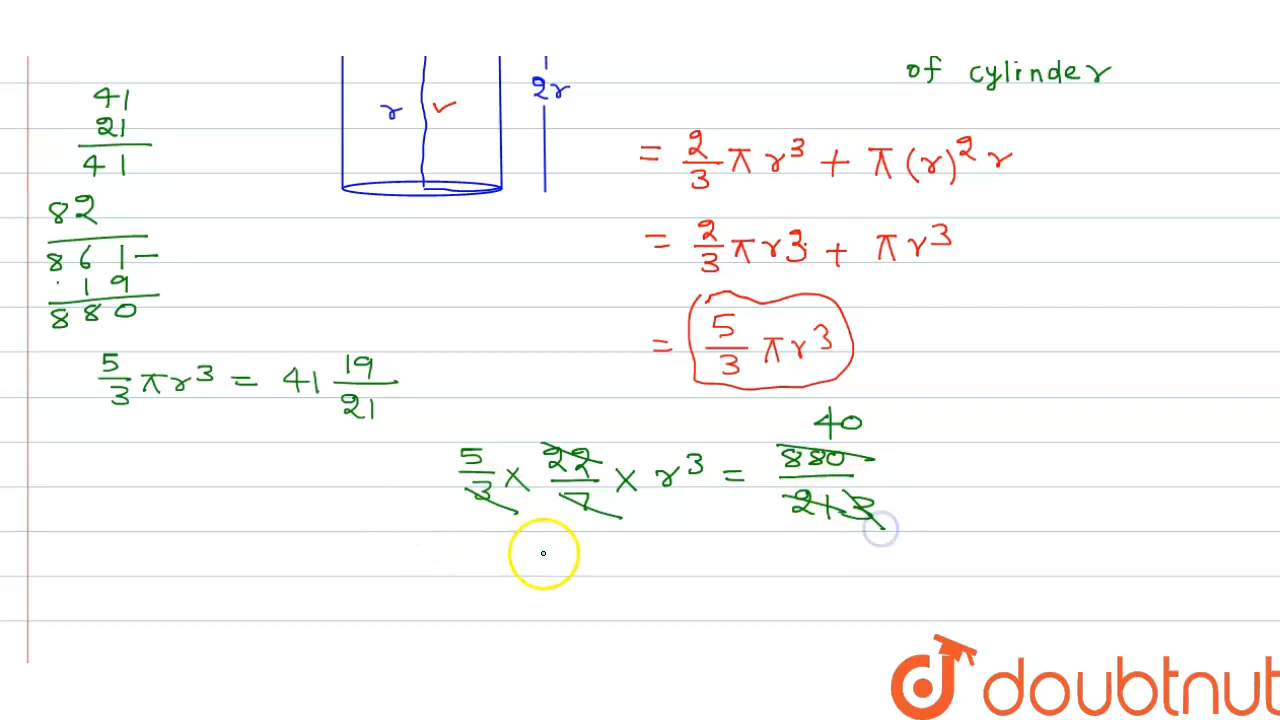 of cylinder
2r
r r
41
21
41
82
861-
19
880
= 2/3 π r³ + π (r)² r
= 2/3 π r3 + π r³
= 5/3 π r³
5/3 π r³ = 41 19/21
40
5/3 × 22/7 × r³ = 880/21 3
doubtnut